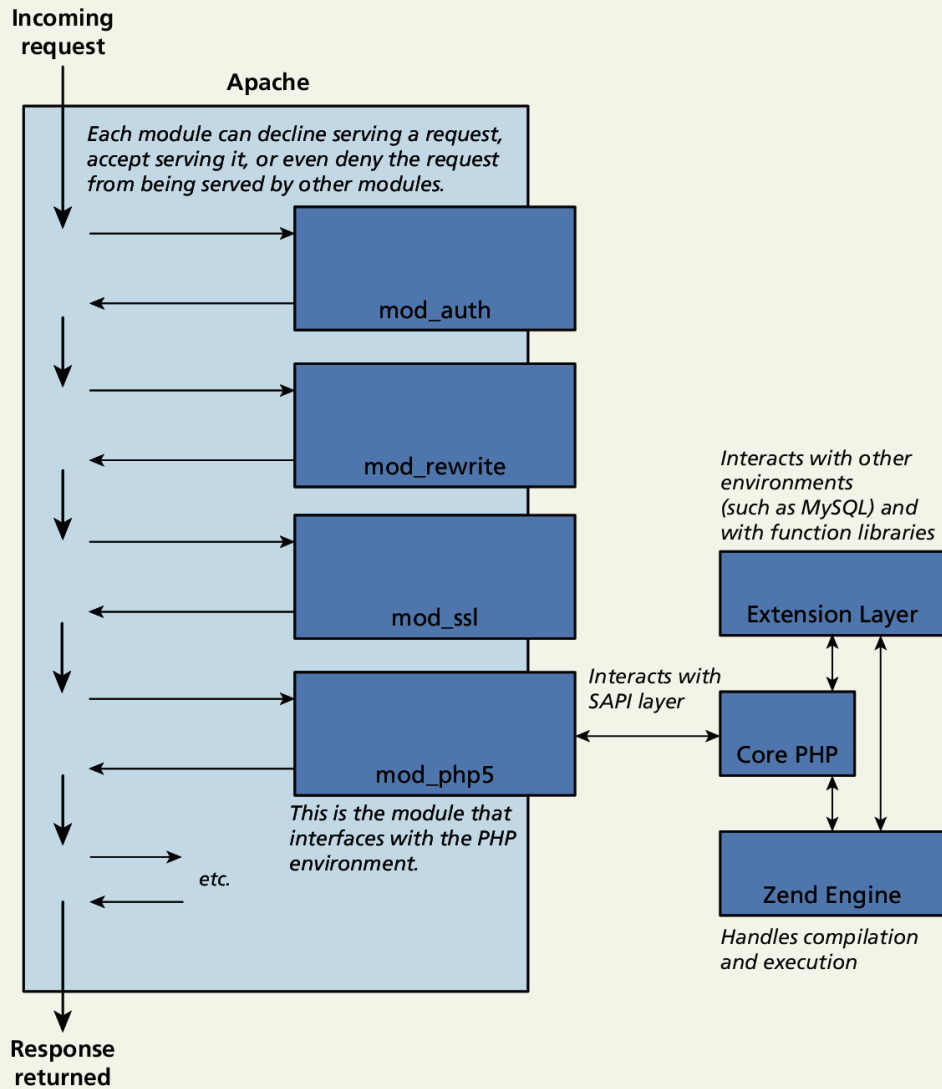 Incoming
request
Apache
Each module can decline serving a request,
accept serving it, or even deny the request
from being served by other modules.
mod_auth
mod_rewrite
mod_ssl
mod_php5
This is the module that
interfaces with the PHP
environment.
etc.
Interacts with
SAPI layer
Interacts with other
environments
(such as MySQL) and
with function libraries
Extension Layer
Core PHP
Zend Engine
Handles compilation
and execution
Response
returned